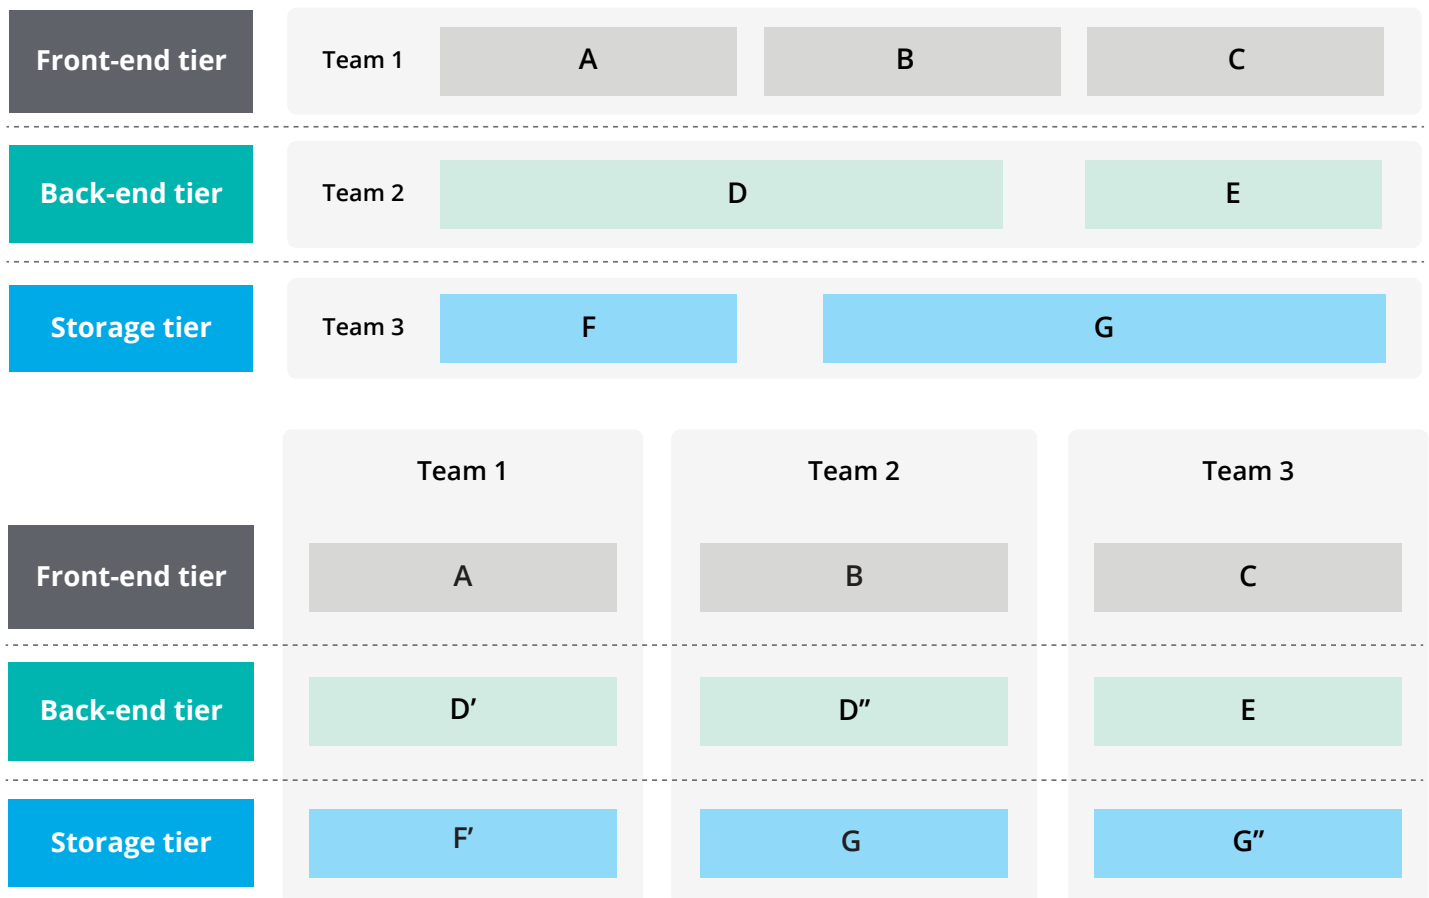 Front-end tier Team 1 A B C
Back-end tier Team 2 D E
Storage tier Team 3 F G
Team 1 Team 2 Team 3
Front-end tier A B C
Back-end tier D’ D” E
Storage tier F’ G G”